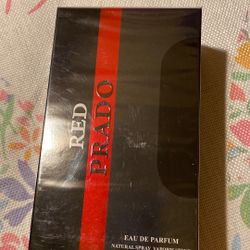 RED
PRADO
EAU DE PARFUM
NATURAL SPRAY